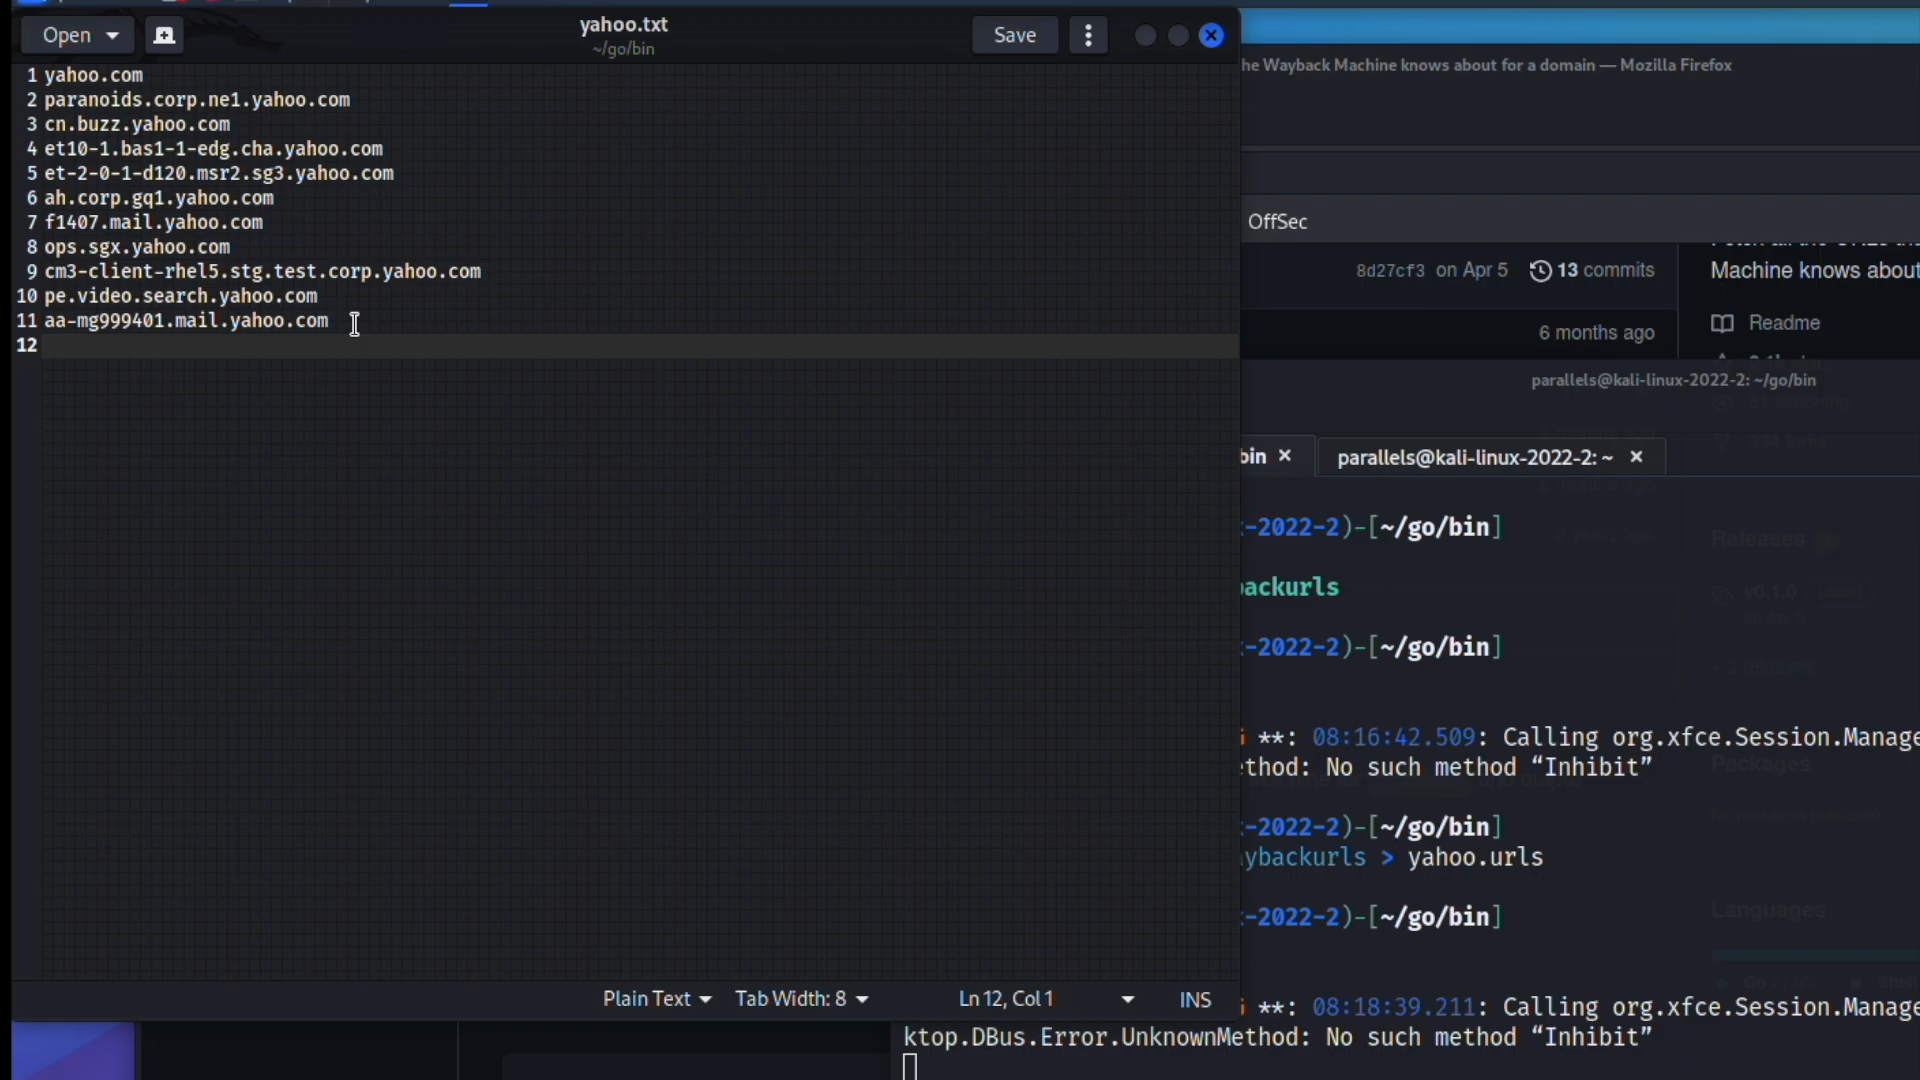 Open
yahoo.txt
~/go/bin
Save
1 yahoo.com
2 paranoids.corp.ne1.yahoo.com
3 cn.buzz.yahoo.com
4 et10-1.bas1-1-edg.cha.yahoo.com
5 et-2-0-1-d120.msr2.sg3.yahoo.com
6 ah.corp.gq1.yahoo.com
7 f1407.mail.yahoo.com
8 ops.sgx.yahoo.com
9 cm3-client-rhel5.stg.test.corp.yahoo.com
10 pe.video.search.yahoo.com
11 aa-mg999401.mail.yahoo.com
12
Plain Text
Tab Width: 8
Ln 12, Col 1
INS
he Wayback Machine knows about for a domain — Mozilla Firefox
OffSec
8d27cf3 on Apr 5 13 commits
Machine knows about
6 months ago
Readme
parallels@kali-linux-2022-2: ~/go/bin
bin × parallels@kali-linux-2022-2: ~ ×
-2022-2)-[~/go/bin]
ackurls
-2022-2)-[~/go/bin]
**: 08:16:42.509: Calling org.xfce.Session.Manage
ethod: No such method “Inhibit”
-2022-2)-[~/go/bin]
ybackurls > yahoo.urls
-2022-2)-[~/go/bin]
**: 08:18:39.211: Calling org.xfce.Session.Manage
ktop.DBus.Error.UnknownMethod: No such method “Inhibit”
Releases
v0.1.0
Packages
Languages